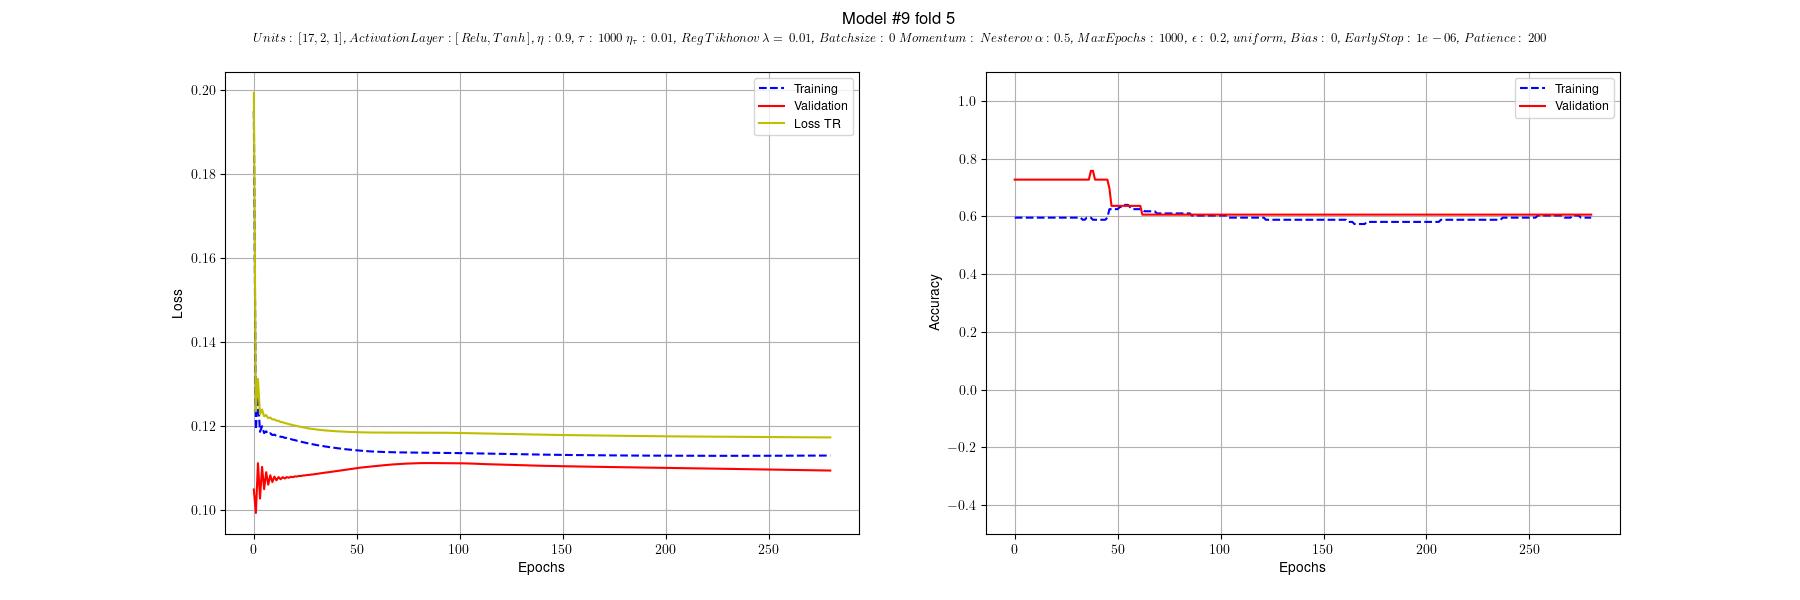 Model #9 fold 5
Units : [17, 2, 1], ActivationLayer : [ Relu, Tanh], η : 0.9, τ : 1000 η_τ : 0.01, RegTikhonov λ = 0.01, Batchsize : 0 Momentum : Nesterov α : 0.5, MaxEpochs : 1000, ϵ : 0.2, uniform, Bias : 0, EarlyStop : 1e − 06, Patience : 200
Loss
0.20
0.18
0.16
0.14
0.12
0.10
0 50 100 150 200 250
Epochs
Training
Validation
Loss TR
Accuracy
1.0
0.8
0.6
0.4
0.2
0.0
−0.2
−0.4
0 50 100 150 200 250
Epochs
Training
Validation